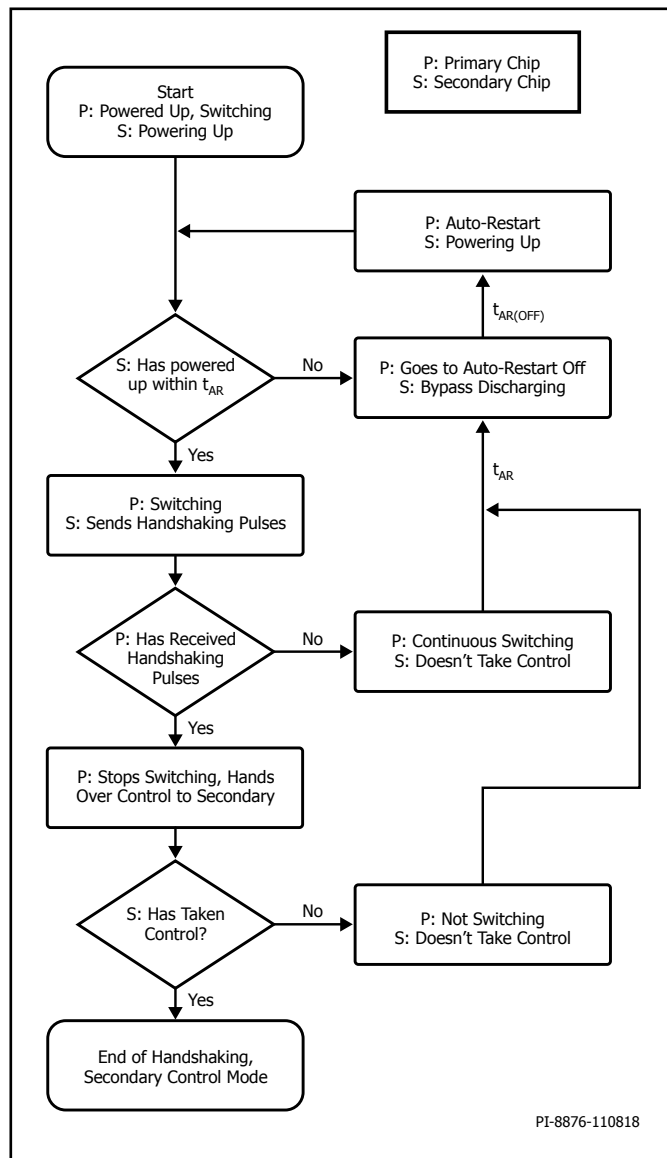 P: Primary Chip
S: Secondary Chip
Start
P: Powered Up, Switching
S: Powering Up
P: Auto-Restart
S: Powering Up
tAR(OFF)
S: Has powered
up within tAR
No
P: Goes to Auto-Restart Off
S: Bypass Discharging
Yes
tAR
P: Switching
S: Sends Handshaking Pulses
P: Has Received
Handshaking
Pulses
No
P: Continuous Switching
S: Doesn't Take Control
Yes
P: Stops Switching, Hands
Over Control to Secondary
S: Has Taken
Control?
No
P: Not Switching
S: Doesn't Take Control
Yes
End of Handshaking,
Secondary Control Mode
PI-8876-110818